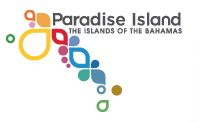 Paradise Island
THE ISLANDS OF THE BAHAMAS